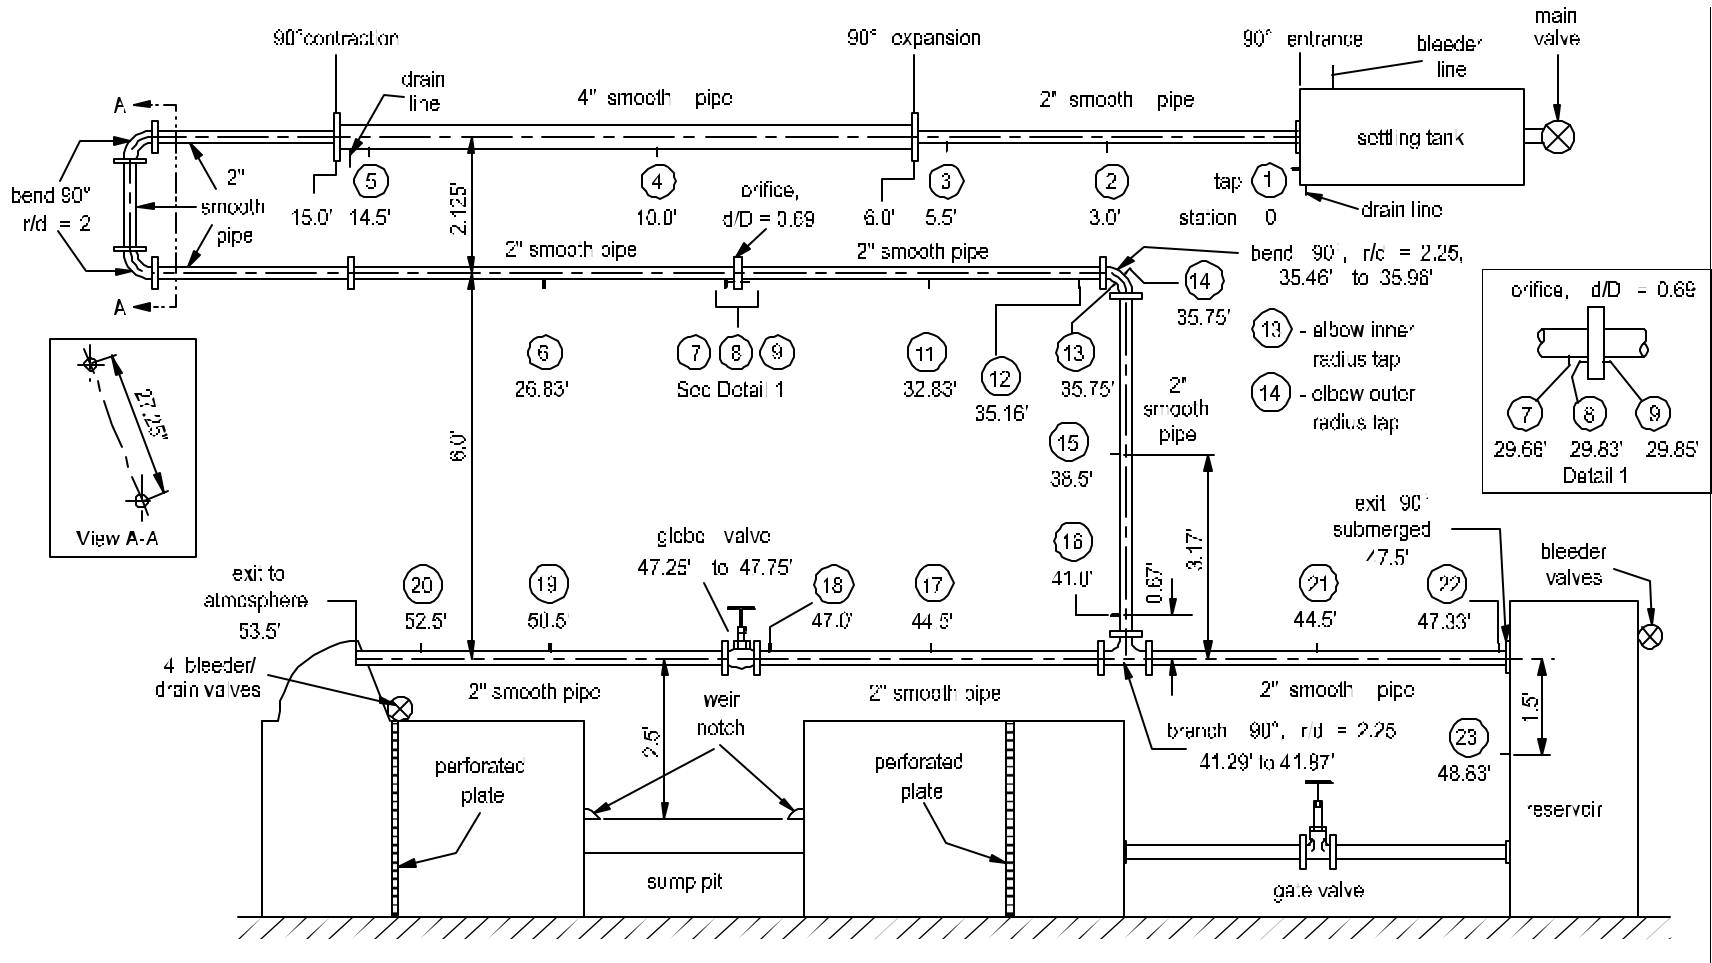 90° contraction
90° expansion
90° entrance
main
valve
bleeder
line
drain
line
4" smooth pipe
2" smooth pipe
settling tank
A
bend 90°
r/d = 2
2"
smooth
pipe
A
15.0'
5
14.5'
2.125'
4
10.0'
orifice,
d/D = 0.69
6.0'
3
5.5'
2
3.0'
tap 1
station 0
drain line
2" smooth pipe
2" smooth pipe
bend 90°, r/d = 2.25,
35.46' to 35.96'
14
35.75'
13 - elbow inner
radius tap
14 - elbow outer
radius tap
orifice, d/D = 0.69
7 8 9
29.66' 29.83' 29.85'
Detail 1
27.25"
View A-A
6
26.83'
7 8 9
See Detail 1
11
32.83'
12
35.16'
13
35.75'
2"
smooth
pipe
6.0'
15
38.5'
16
41.0'
0.67'
3.17'
exit 90°
submerged
47.5'
bleeder
valves
exit to
atmosphere
53.5'
20
52.5'
19
50.5'
globe valve
47.25' to 47.75'
18
47.0'
17
44.5'
21
44.5'
22
47.33'
4 bleeder/
drain valves
2" smooth pipe
2.5'
weir
notch
2" smooth pipe
2" smooth pipe
1.5'
branch 90°, r/d = 2.25
41.29' to 41.87'
23
48.83'
perforated
plate
perforated
plate
reservoir
sump pit
gate valve